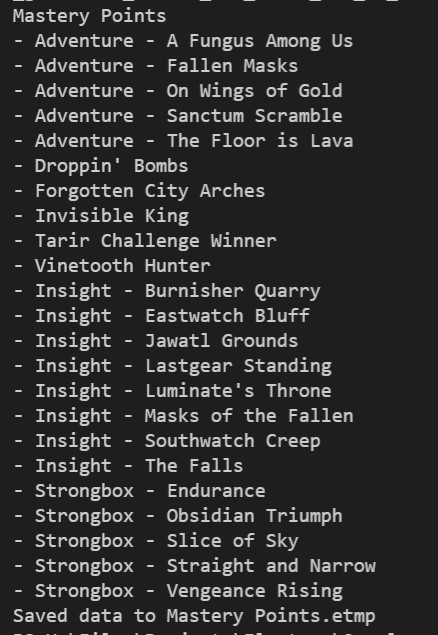 Mastery Points
- Adventure - A Fungus Among Us
- Adventure - Fallen Masks
- Adventure - On Wings of Gold
- Adventure - Sanctum Scramble
- Adventure - The Floor is Lava
- Droppin' Bombs
- Forgotten City Arches
- Invisible King
- Tarir Challenge Winner
- Vinetooth Hunter
- Insight - Burnisher Quarry
- Insight - Eastwatch Bluff
- Insight - Jawatl Grounds
- Insight - Lastgear Standing
- Insight - Luminate's Throne
- Insight - Masks of the Fallen
- Insight - Southwatch Creep
- Insight - The Falls
- Strongbox - Endurance
- Strongbox - Obsidian Triumph
- Strongbox - Slice of Sky
- Strongbox - Straight and Narrow
- Strongbox - Vengeance Rising
Saved data to Mastery Points.etmp